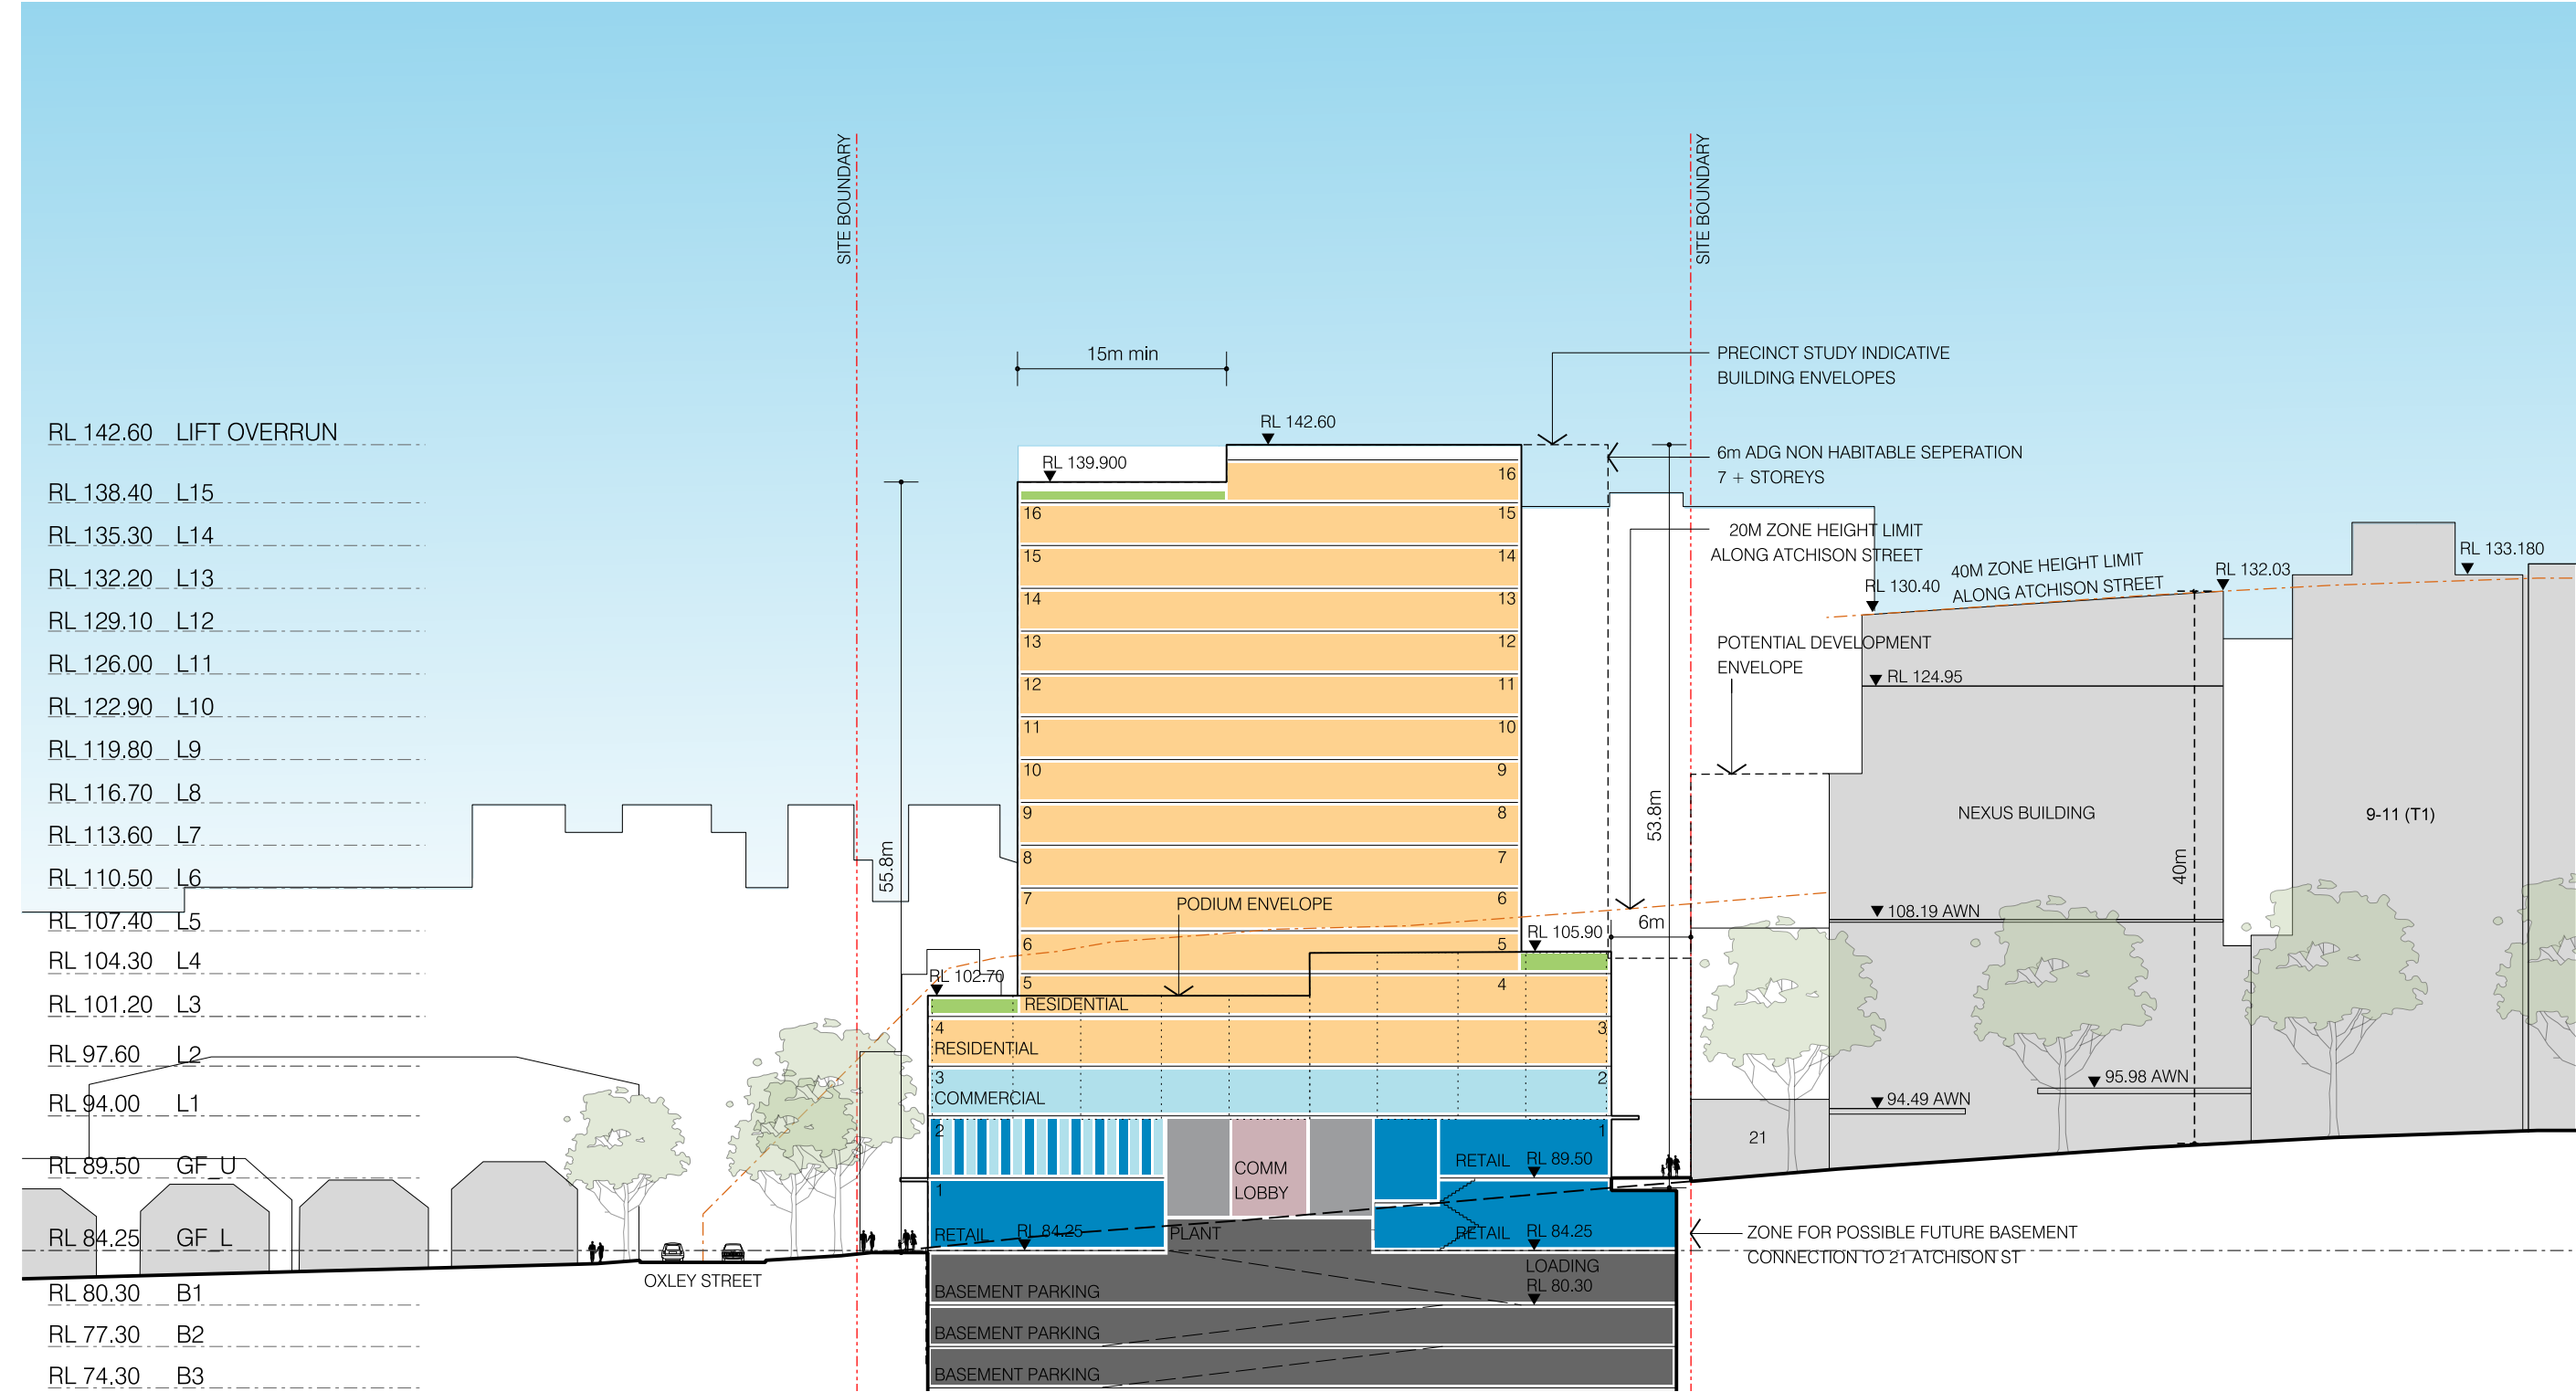 SITE BOUNDARY
SITE BOUNDARY
15m min
PRECINCT STUDY INDICATIVE
BUILDING ENVELOPES
RL 142.60
RL 142.60 LIFT OVERRUN
6m ADG NON HABITABLE SEPERATION
7 + STOREYS
RL 139.900
16
RL 138.40 L15
16
15
20M ZONE HEIGHT LIMIT
ALONG ATCHISON STREET
RL 135.30 L14
15
14
40M ZONE HEIGHT LIMIT
ALONG ATCHISON STREET
RL 133.180
RL 132.03
RL 130.40
RL 132.20 L13
14
13
RL 129.10 L12
13
12
POTENTIAL DEVELOPMENT
ENVELOPE
RL 126.00 L11
12
11
RL 124.95
RL 122.90 L10
11
10
RL 119.80 L9
10
9
RL 116.70 L8
9
8
53.8m
NEXUS BUILDING
9-11 (T1)
RL 113.60 L7
8
7
55.8m
40m
RL 110.50 L6
7
6
PODIUM ENVELOPE
108.19 AWN
RL 107.40 L5
6m
6
5
RL 105.90
RL 104.30 L4
RL 102.70
5
4
RL 101.20 L3
RESIDENTIAL
4
3
RESIDENTIAL
RL 97.60 L2
3
2
COMMERCIAL
95.98 AWN
94.49 AWN
RL 94.00 L1
2
1
21
RL 89.50 GF_U
COMM
LOBBY
RETAIL RL 89.50
1
RETAIL RL 84.25
PLANT
RETAIL RL 84.25
ZONE FOR POSSIBLE FUTURE BASEMENT
CONNECTION TO 21 ATCHISON ST
RL 84.25 GF_L
OXLEY STREET
LOADING
RL 80.30
RL 80.30 B1
BASEMENT PARKING
RL 77.30 B2
BASEMENT PARKING
RL 74.30 B3
BASEMENT PARKING